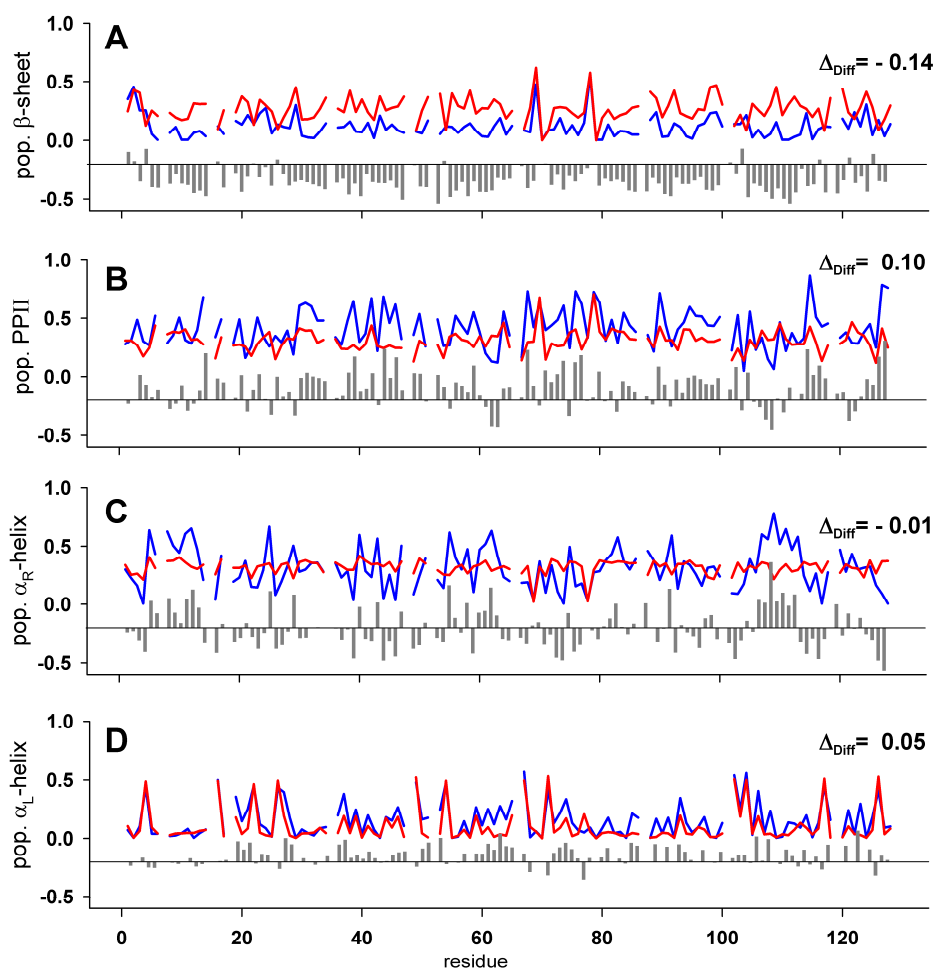 A
Δ_Diff= - 0.14
pop. β-sheet
1.0
0.5
0.0
-0.5
B
Δ_Diff= 0.10
pop. PPII
1.0
0.5
0.0
-0.5
C
Δ_Diff= - 0.01
pop. α_R-helix
1.0
0.5
0.0
-0.5
D
Δ_Diff= 0.05
pop. α_L-helix
1.0
0.5
0.0
-0.5
0 20 40 60 80 100 120
residue